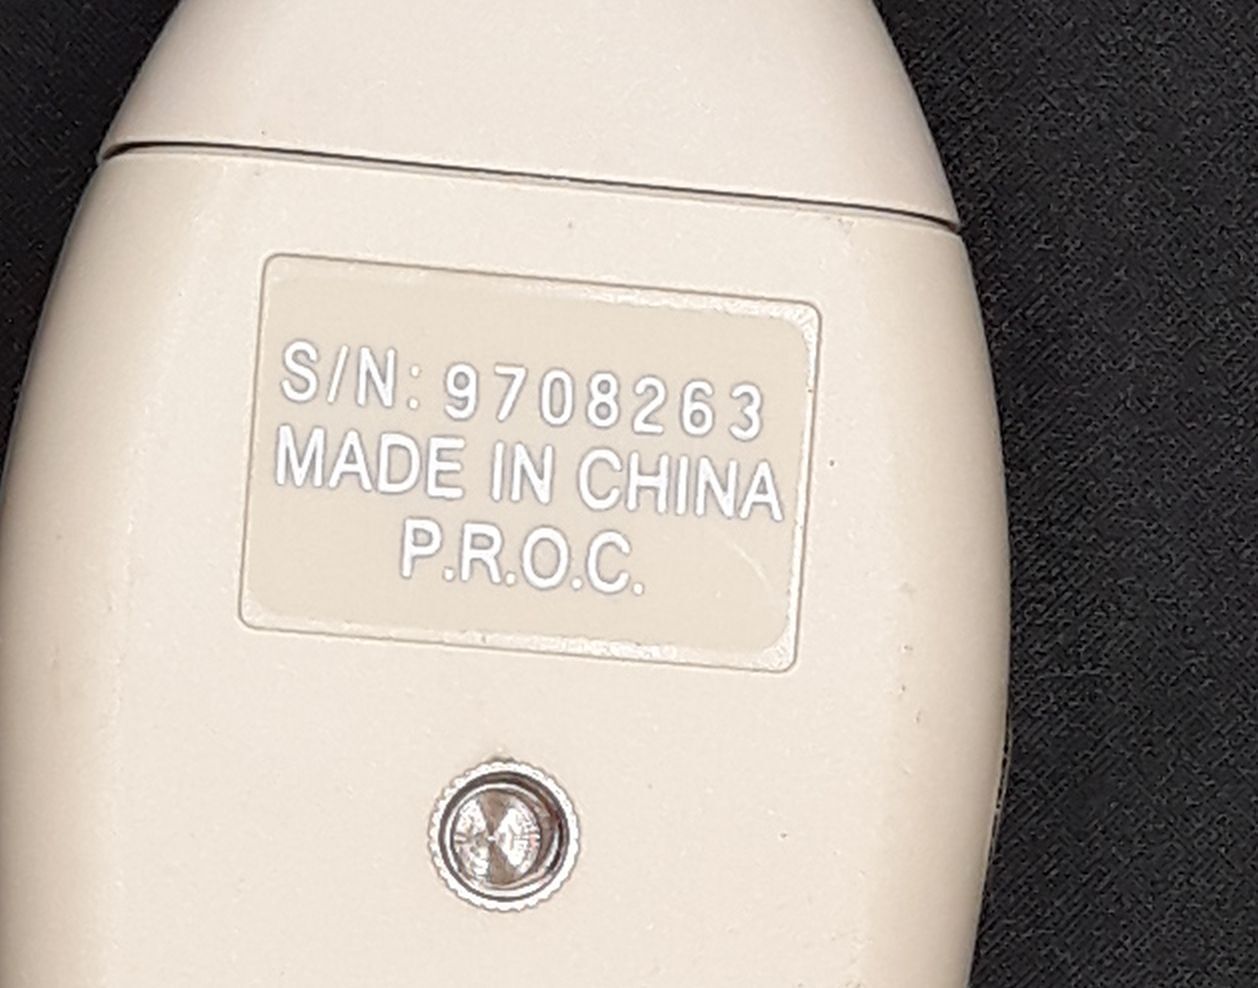 S/N: 9708263
MADE IN CHINA
P.R.O.C.